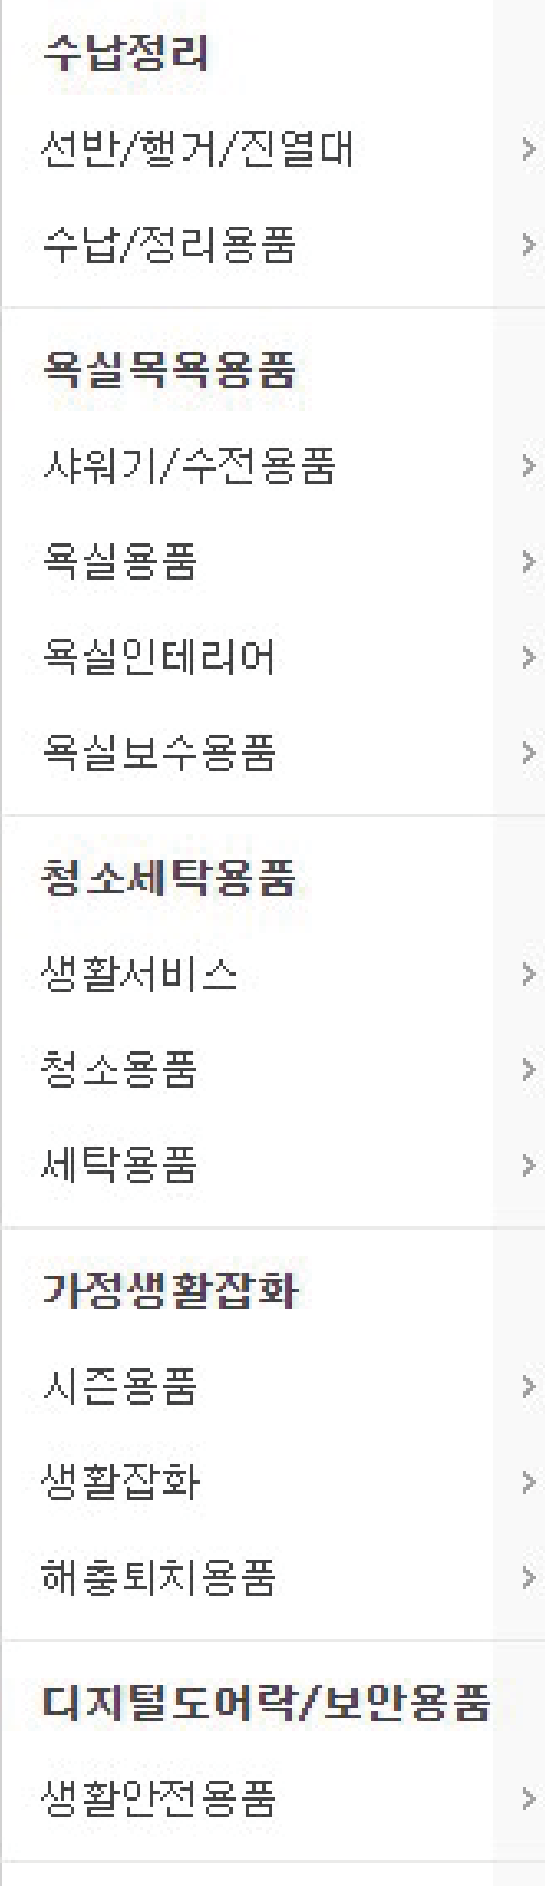 수납정리
선반/행거/진열대
수납/정리용품
욕실목욕용품
샤워기/수전용품
욕실용품
욕실인테리어
욕실보수용품
청소세탁용품
생활서비스
청소용품
세탁용품
가정생활잡화
시즌용품
생활잡화
해충퇴치용품
디지털도어락/보안용품
생활안전용품